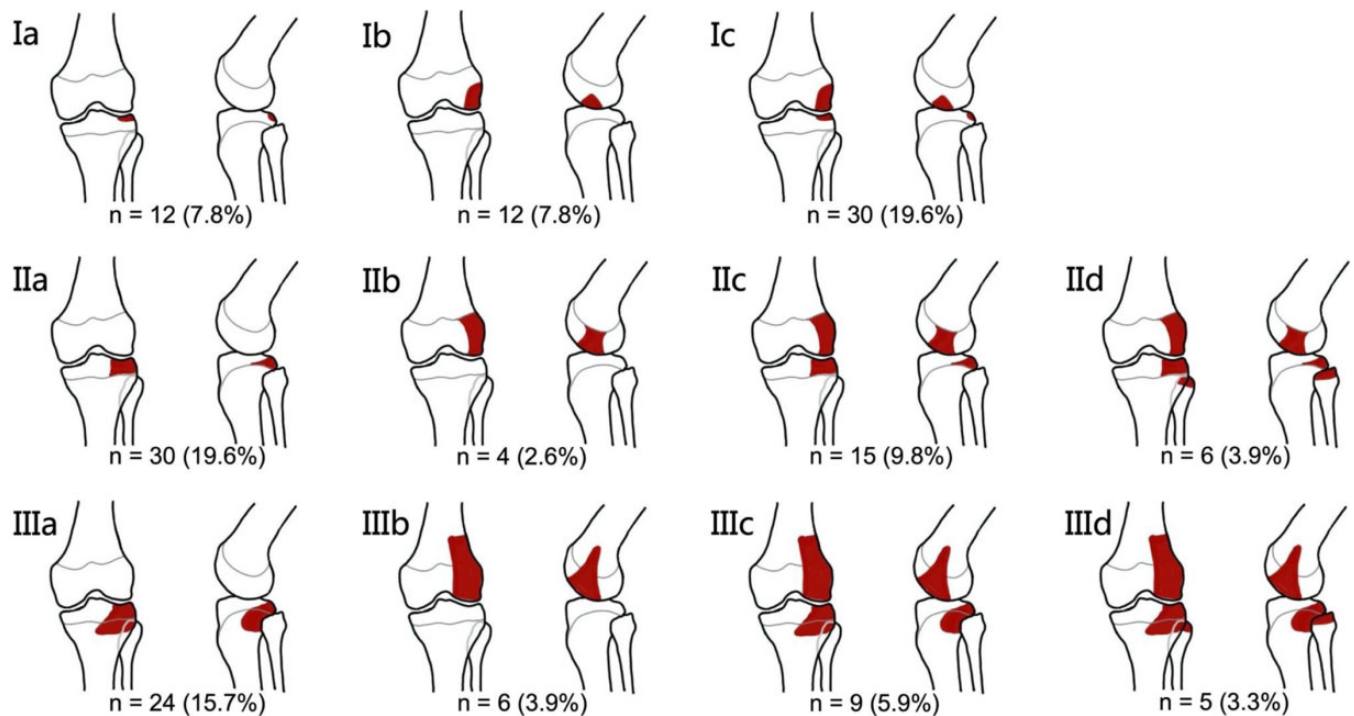 Ia
Ib
Ic
n = 12 (7.8%)
n = 12 (7.8%)
n = 30 (19.6%)
IIa
IIb
IIc
IId
n = 30 (19.6%)
n = 4 (2.6%)
n = 15 (9.8%)
n = 6 (3.9%)
IIIa
IIIb
IIIc
IIId
n = 24 (15.7%)
n = 6 (3.9%)
n = 9 (5.9%)
n = 5 (3.3%)